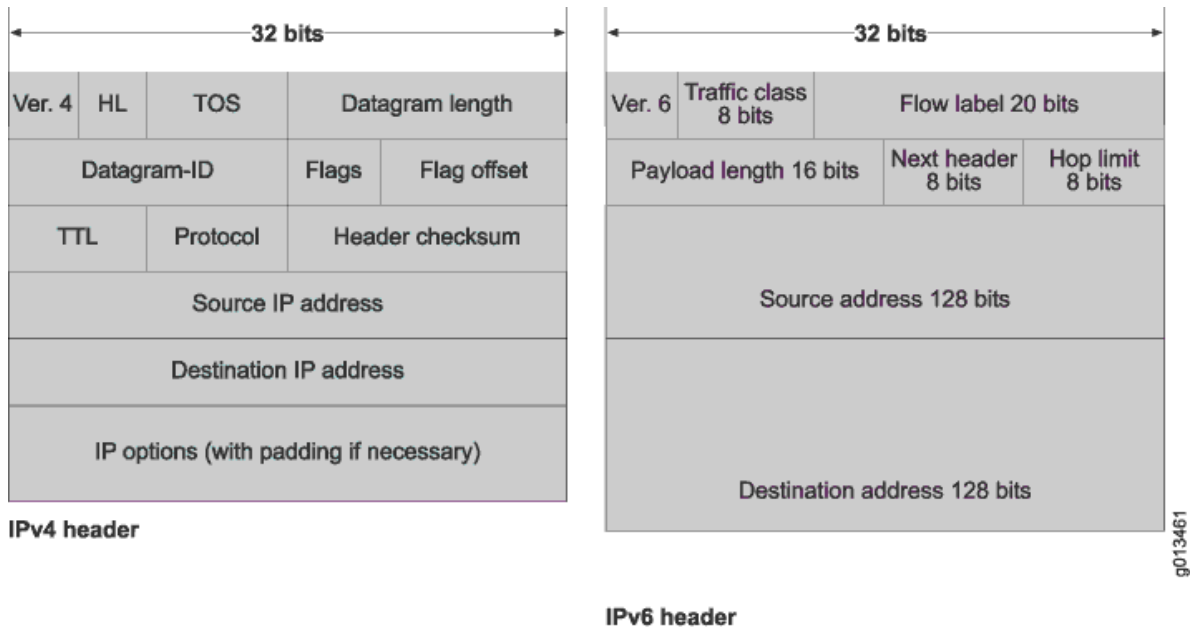 32 bits
Ver. 4 HL TOS Datagram length
Datagram-ID Flags Flag offset
TTL Protocol Header checksum
Source IP address
Destination IP address
IP options (with padding if necessary)
IPv4 header
32 bits
Ver. 6 Traffic class
8 bits
Flow label 20 bits
Payload length 16 bits
Next header
8 bits
Hop limit
8 bits
Source address 128 bits
Destination address 128 bits
g013461
IPv6 header